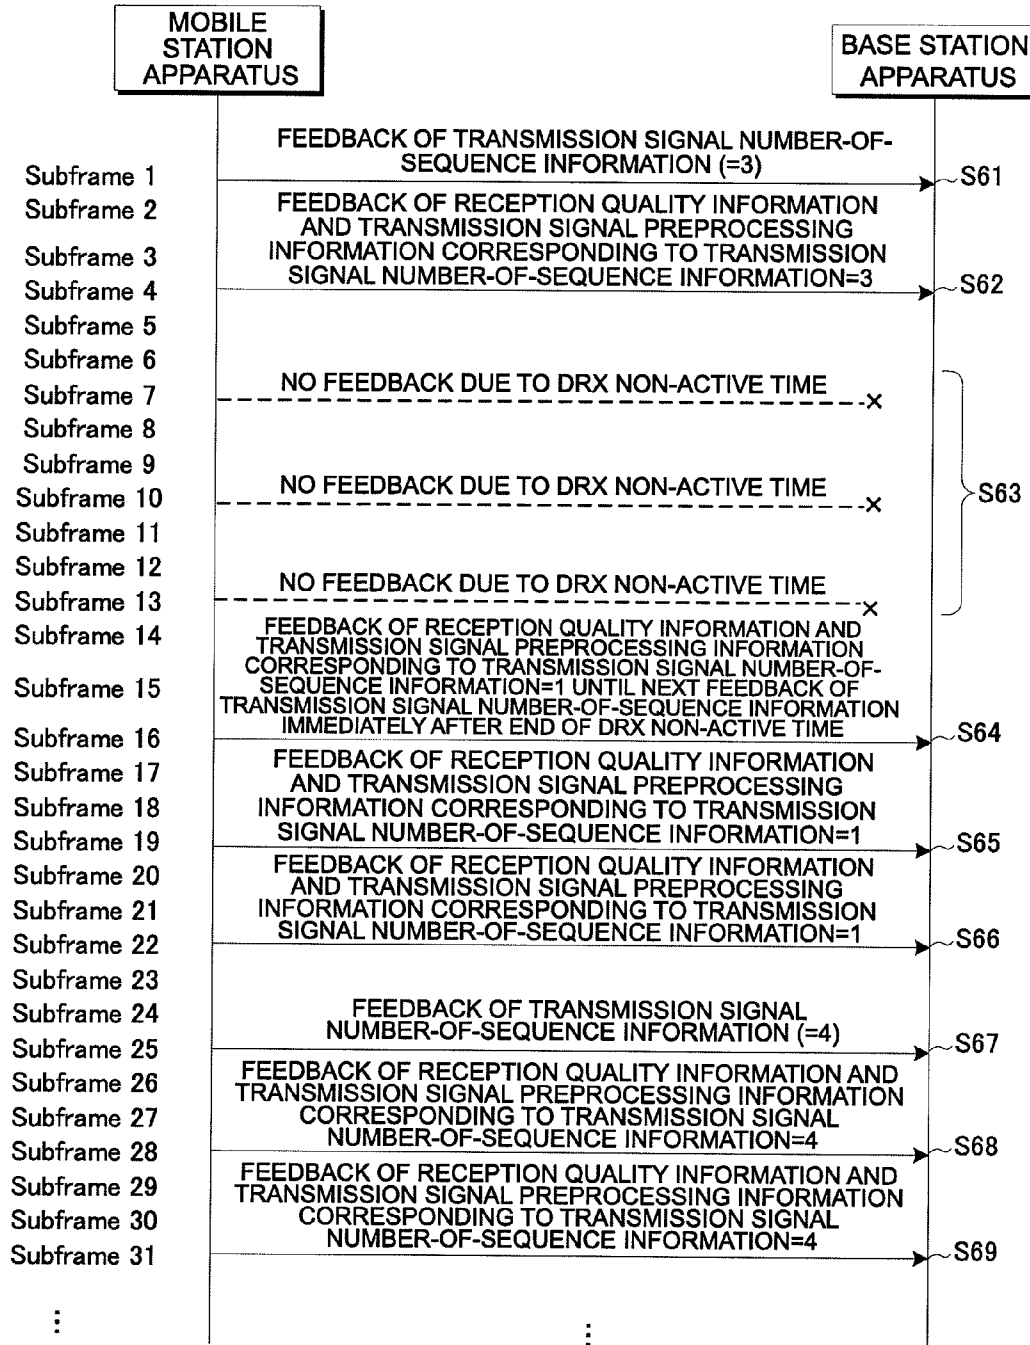 MOBILE
STATION
APPARATUS
BASE STATION
APPARATUS
FEEDBACK OF TRANSMISSION SIGNAL NUMBER-OF-
SEQUENCE INFORMATION (=3)
Subframe 1
S61
Subframe 2
FEEDBACK OF RECEPTION QUALITY INFORMATION
AND TRANSMISSION SIGNAL PREPROCESSING
Subframe 3
INFORMATION CORRESPONDING TO TRANSMISSION
SIGNAL NUMBER-OF-SEQUENCE INFORMATION=3
Subframe 4
S62
Subframe 5
Subframe 6
NO FEEDBACK DUE TO DRX NON-ACTIVE TIME
Subframe 7
Subframe 8
Subframe 9
NO FEEDBACK DUE TO DRX NON-ACTIVE TIME
Subframe 10
S63
Subframe 11
Subframe 12
NO FEEDBACK DUE TO DRX NON-ACTIVE TIME
Subframe 13
Subframe 14
FEEDBACK OF RECEPTION QUALITY INFORMATION AND
TRANSMISSION SIGNAL PREPROCESSING INFORMATION
CORRESPONDING TO TRANSMISSION SIGNAL NUMBER-OF-
Subframe 15
SEQUENCE INFORMATION=1 UNTIL NEXT FEEDBACK OF
TRANSMISSION SIGNAL NUMBER-OF-SEQUENCE INFORMATION
IMMEDIATELY AFTER END OF DRX NON-ACTIVE TIME
Subframe 16
S64
Subframe 17
FEEDBACK OF RECEPTION QUALITY INFORMATION
AND TRANSMISSION SIGNAL PREPROCESSING
Subframe 18
INFORMATION CORRESPONDING TO TRANSMISSION
SIGNAL NUMBER-OF-SEQUENCE INFORMATION=1
Subframe 19
S65
Subframe 20
FEEDBACK OF RECEPTION QUALITY INFORMATION
AND TRANSMISSION SIGNAL PREPROCESSING
Subframe 21
INFORMATION CORRESPONDING TO TRANSMISSION
SIGNAL NUMBER-OF-SEQUENCE INFORMATION=1
Subframe 22
S66
Subframe 23
Subframe 24
FEEDBACK OF TRANSMISSION SIGNAL
NUMBER-OF-SEQUENCE INFORMATION (=4)
Subframe 25
S67
Subframe 26
FEEDBACK OF RECEPTION QUALITY INFORMATION AND
TRANSMISSION SIGNAL PREPROCESSING INFORMATION
Subframe 27
CORRESPONDING TO TRANSMISSION SIGNAL
NUMBER-OF-SEQUENCE INFORMATION=4
Subframe 28
S68
Subframe 29
FEEDBACK OF RECEPTION QUALITY INFORMATION AND
TRANSMISSION SIGNAL PREPROCESSING INFORMATION
Subframe 30
CORRESPONDING TO TRANSMISSION SIGNAL
NUMBER-OF-SEQUENCE INFORMATION=4
Subframe 31
S69